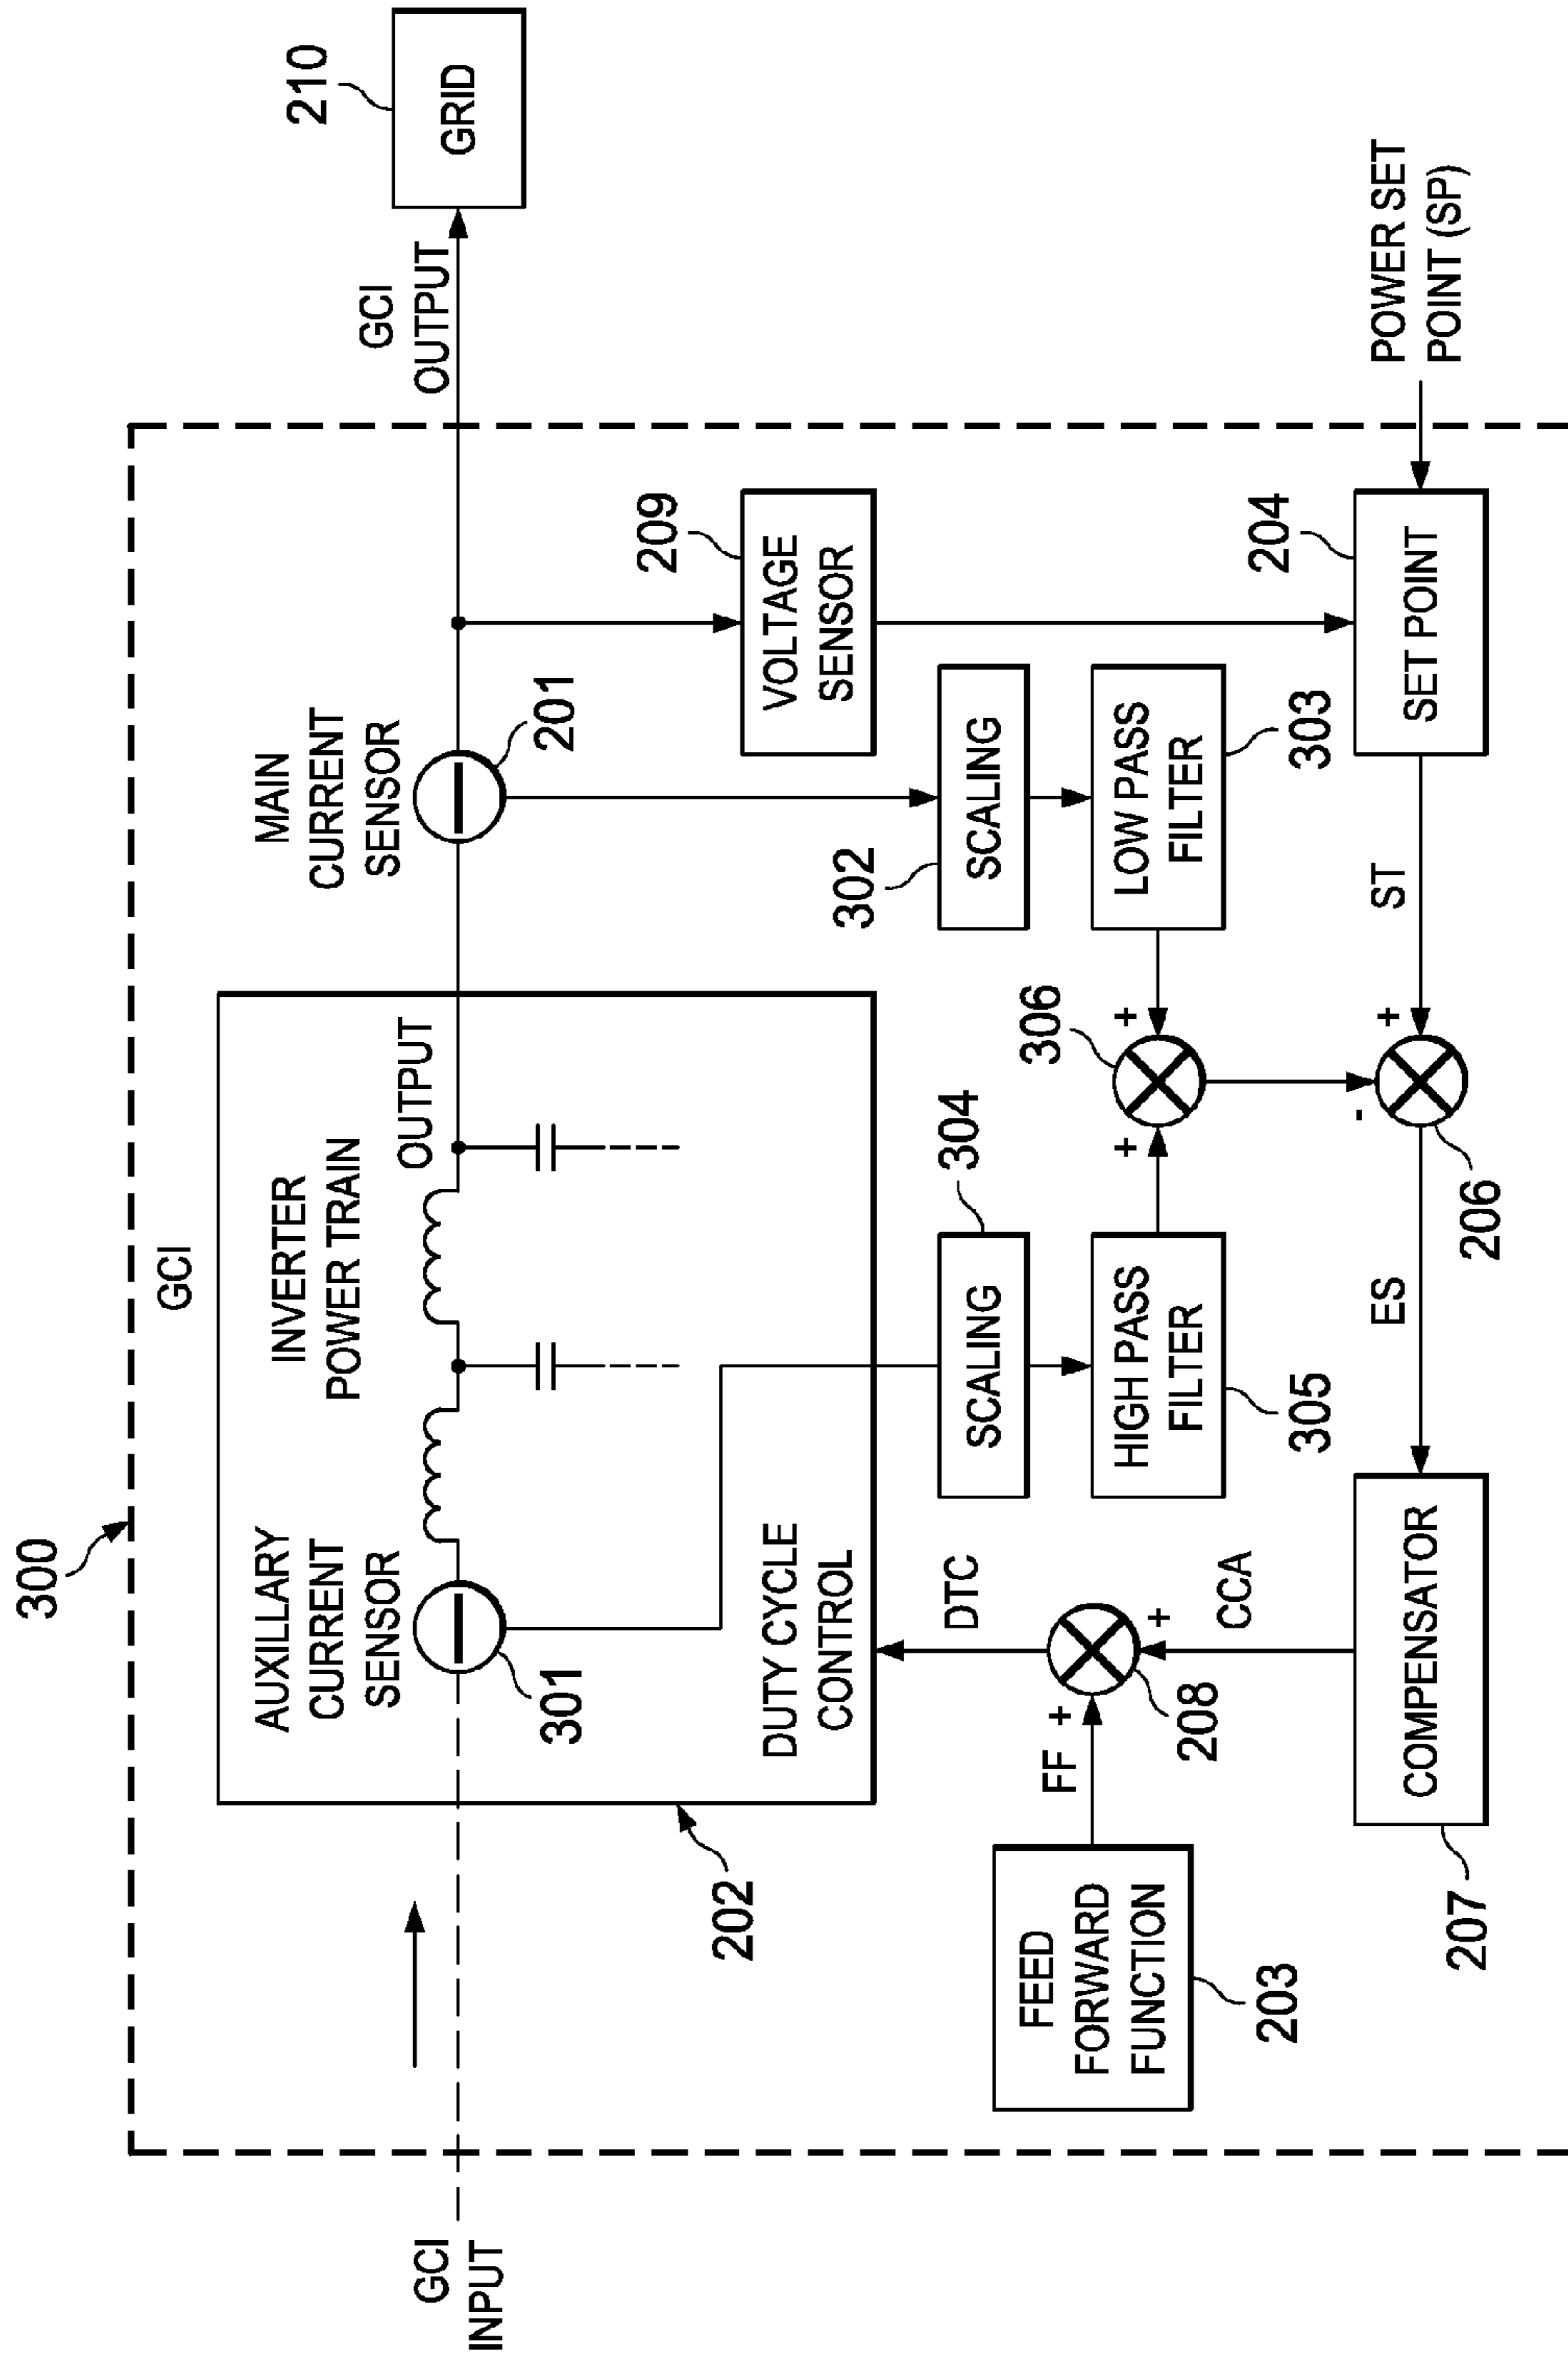 300
GCI
GCI
INPUT
AUXILLARY
CURRENT
SENSOR
301
INVERTER
POWER TRAIN
OUTPUT
DUTY CYCLE
CONTROL
202
MAIN
CURRENT
SENSOR
201
GCI
OUTPUT
210
GRID
209
VOLTAGE
SENSOR
302
SCALING
LOW PASS
FILTER
303
304
SCALING
HIGH PASS
FILTER
305
306
+
+
FEED
FORWARD
FUNCTION
203
FF
+
208
+
DTC
CCA
COMPENSATOR
207
ES
206
-
+
ST
204
SET POINT
POWER SET
POINT (SP)